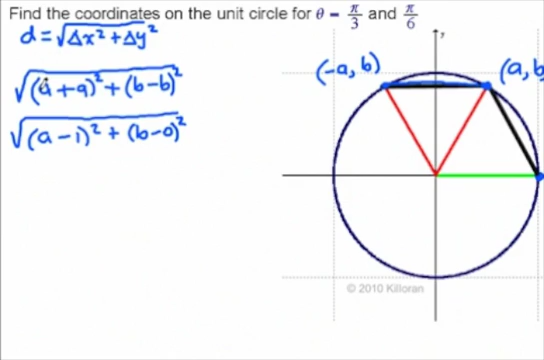 Find the coordinates on the unit circle for θ = π/3 and π/6
d = √Δx² + Δy²
√(a + a)² + (b – b)²
√(a – 1)² + (b – 0)²
(-a, b)
(a, b
y
© 2010 Killoran